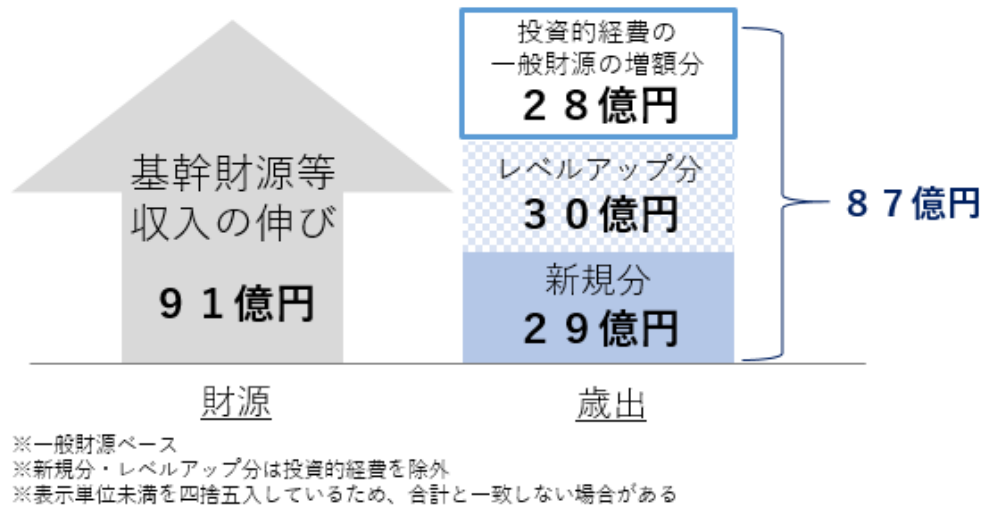 基幹財源等
収入の伸び
９１億円
投資的経費の
一般財源の増額分
２８億円
レベルアップ分
３０億円
新規分
２９億円
８７億円
財源
歳出
※一般財源ベース
※新規分・レベルアップ分は投資的経費を除外
※表示単位未満を四捨五入しているため、合計と一致しない場合がある